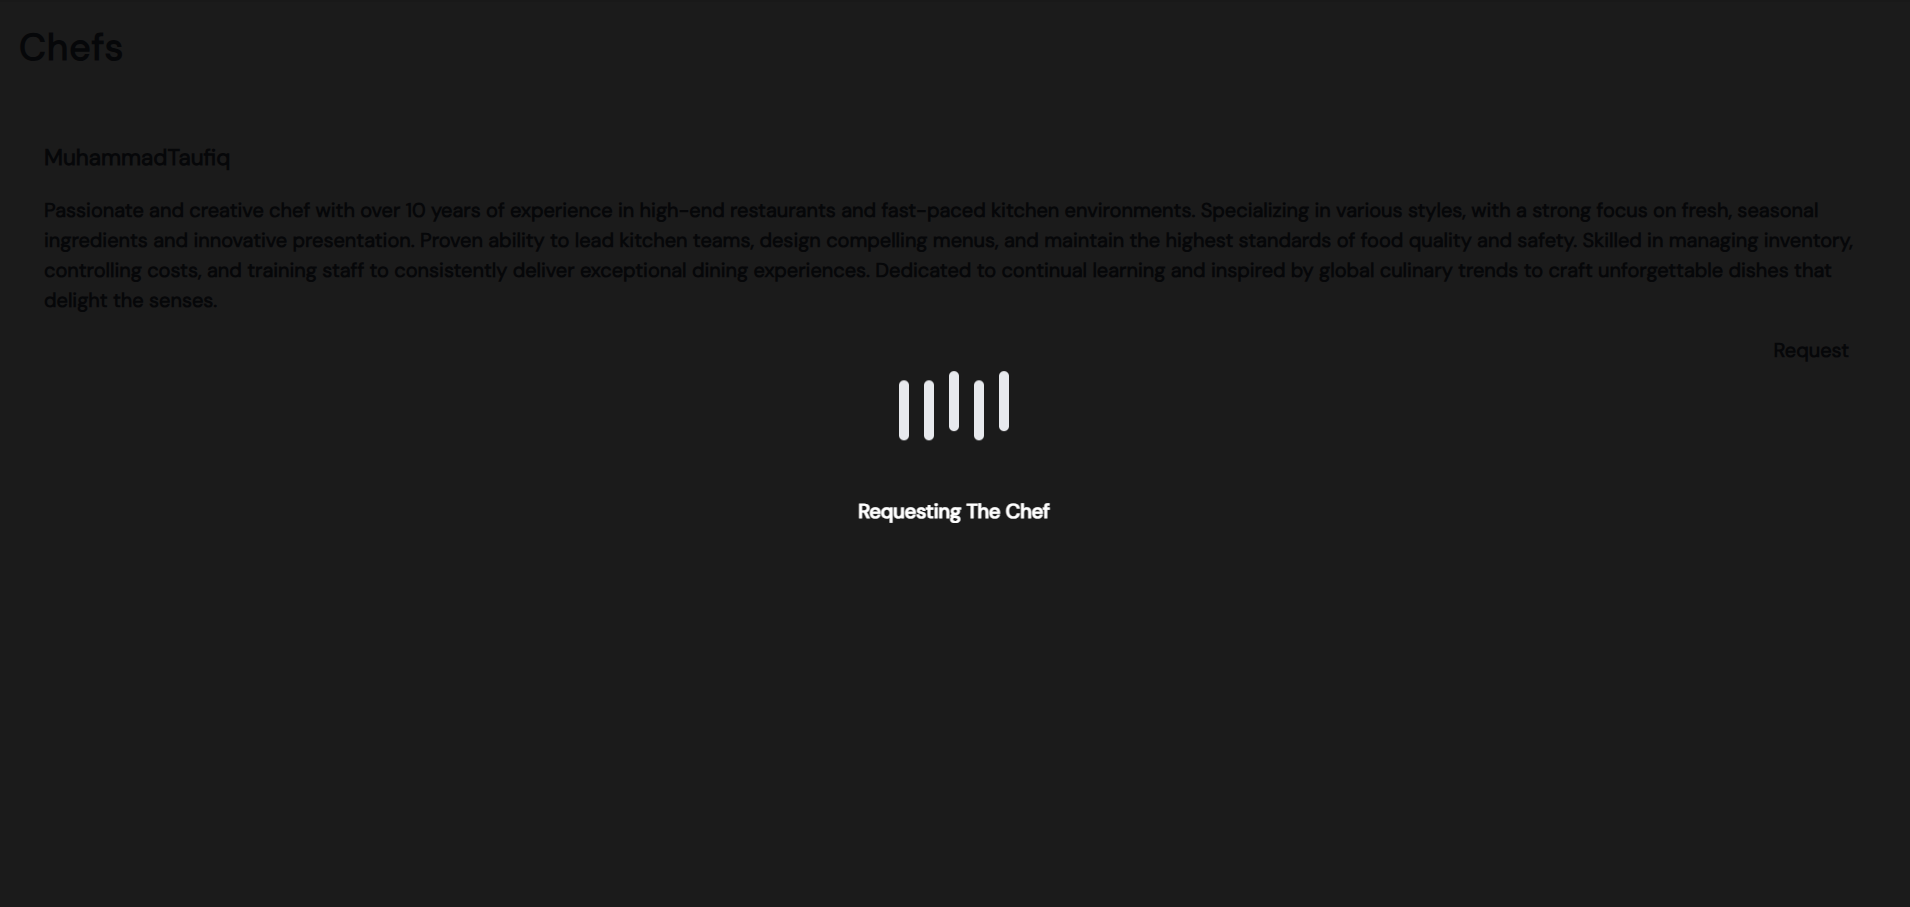 Chefs
MuhammadTaufiq
Passionate and creative chef with over 10 years of experience in high-end restaurants and fast-paced kitchen environments. Specializing in various styles, with a strong focus on fresh, seasonal
ingredients and innovative presentation. Proven ability to lead kitchen teams, design compelling menus, and maintain the highest standards of food quality and safety. Skilled in managing inventory,
controlling costs, and training staff to consistently deliver exceptional dining experiences. Dedicated to continual learning and inspired by global culinary trends to craft unforgettable dishes that
delight the senses.
Request
Requesting The Chef